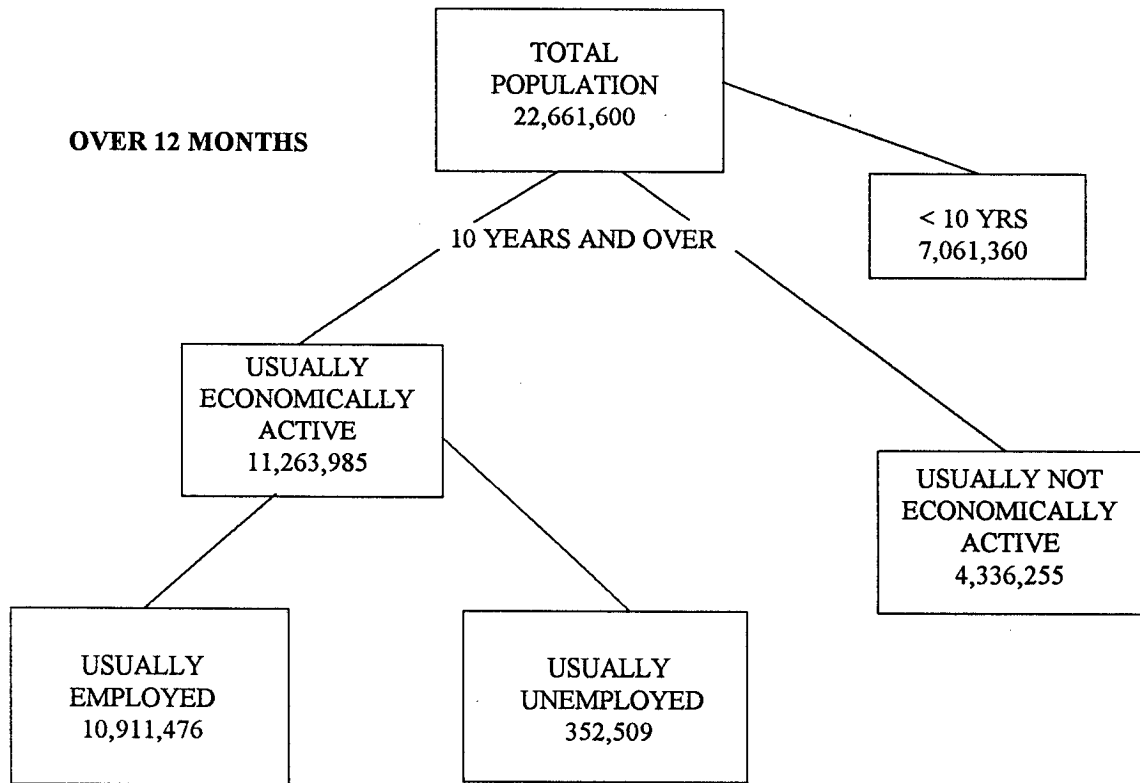 TOTAL
POPULATION
22,661,600
OVER 12 MONTHS
< 10 YRS
7,061,360
10 YEARS AND OVER
USUALLY
ECONOMICALLY
ACTIVE
11,263,985
USUALLY NOT
ECONOMICALLY
ACTIVE
4,336,255
USUALLY
EMPLOYED
10,911,476
USUALLY
UNEMPLOYED
352,509